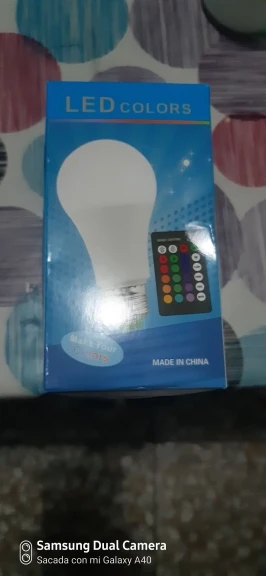 LED COLORS
MADE IN CHINA
Samsung Dual Camera
Sacada con mi Galaxy A40